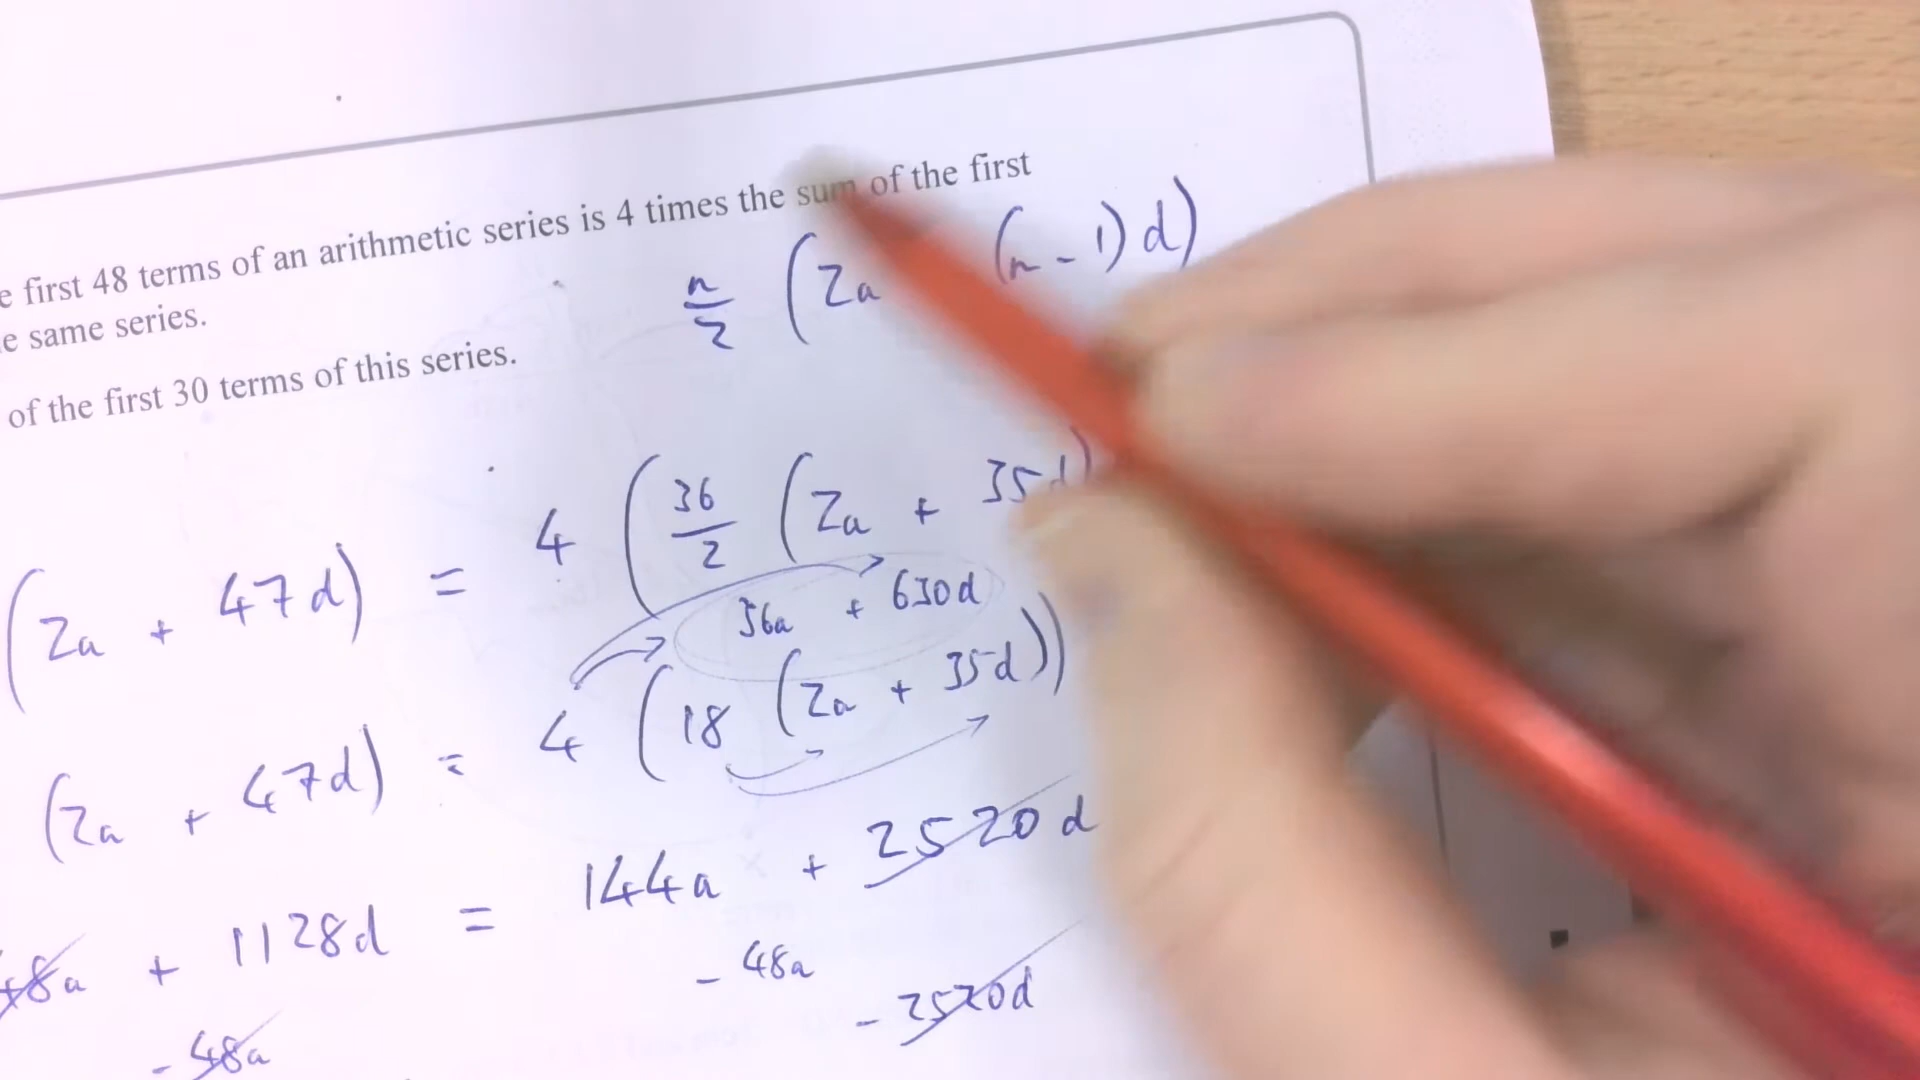 e first 48 terms of an arithmetic series is 4 times the sum of the first
e same series.
of the first 30 terms of this series.
n/2 (2a (n-1)d)
(2a + 47d) = 4 (36/2 (2a + 35d)
36a + 630d
(2a + 47d) = 4 (18 (2a + 35d))
48a + 1128d = 144a + 2520d
- 48a - 48a - 2520d